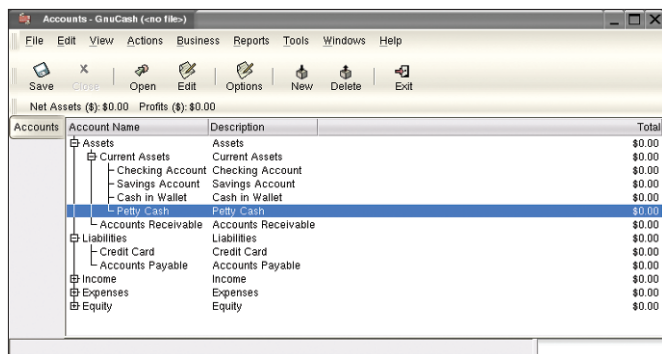 Accounts - GnuCash (<no file>)
File Edit View Actions Business Reports Tools Windows Help
Save Close Open Edit Options New Delete Exit
Net Assets ($): $0.00 Profits ($): $0.00
Accounts Account Name Description Total
Assets Assets $0.00
Current Assets Current Assets $0.00
Checking Account Checking Account $0.00
Savings Account Savings Account $0.00
Cash in Wallet Cash in Wallet $0.00
Petty Cash Petty Cash $0.00
Accounts Receivable Accounts Receivable $0.00
Liabilities Liabilities $0.00
Credit Card Credit Card $0.00
Accounts Payable Accounts Payable $0.00
Income Income $0.00
Expenses Expenses $0.00
Equity Equity $0.00